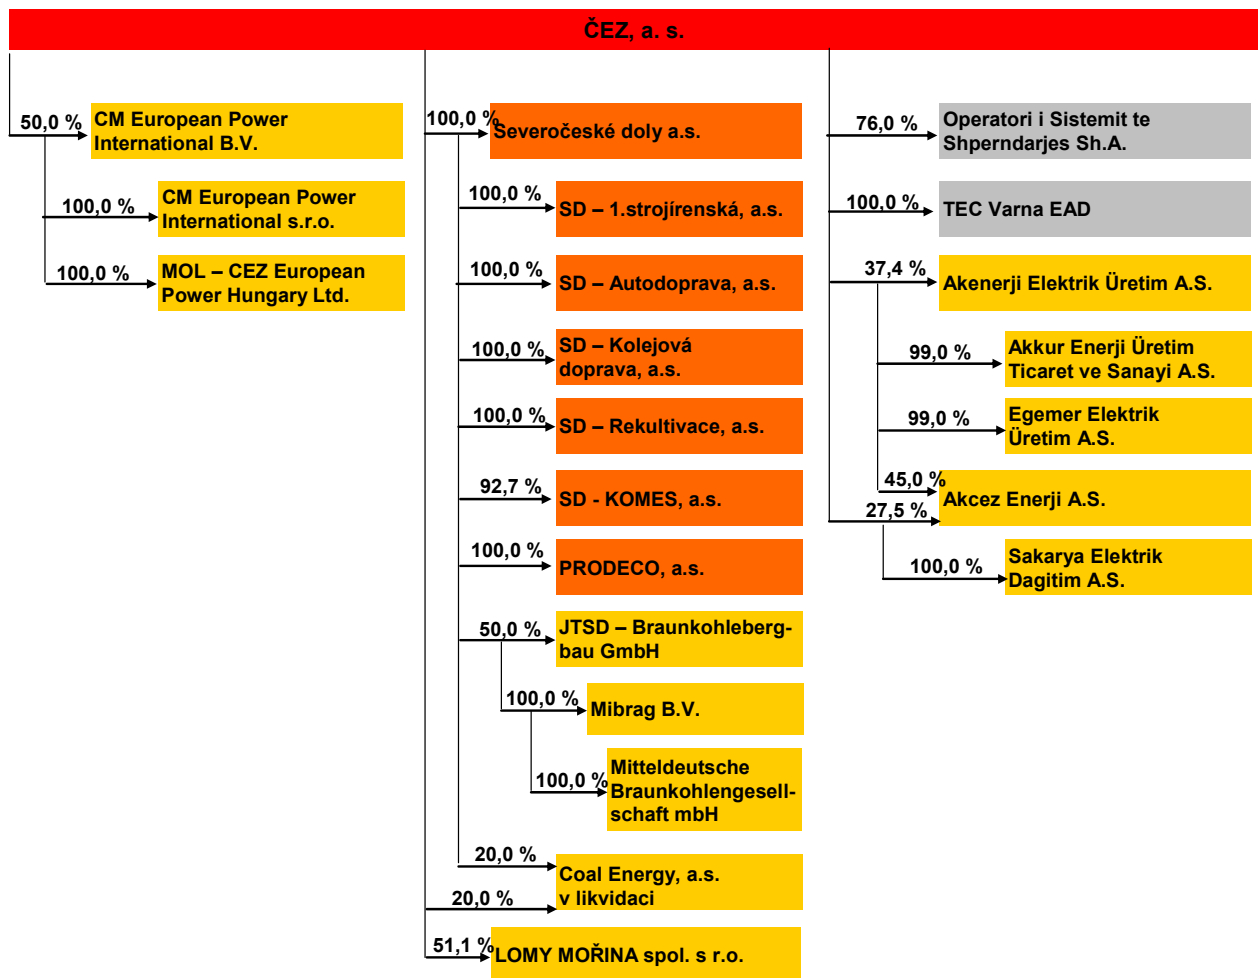 ČEZ, a. s.
50,0 %
CM European Power
International B.V.
100,0 %
CM European Power
International s.r.o.
100,0 %
MOL – CEZ European
Power Hungary Ltd.
100,0 %
Severočeské doly a.s.
100,0 %
SD – 1.strojírenská, a.s.
100,0 %
SD – Autodoprava, a.s.
100,0 %
SD – Kolejová
doprava, a.s.
100,0 %
SD – Rekultivace, a.s.
92,7 %
SD - KOMES, a.s.
100,0 %
PRODECO, a.s.
50,0 %
JTSD – Braunkohleberg-
bau GmbH
100,0 %
Mibrag B.V.
100,0 %
Mitteldeutsche
Braunkohlengesell-
schaft mbH
20,0 %
Coal Energy, a.s.
v likvidaci
20,0 %
51,1 %
LOMY MOŘINA spol. s r.o.
76,0 %
Operatori i Sistemit te
Shperndarjes Sh.A.
100,0 %
TEC Varna EAD
37,4 %
Akenerji Elektrik Üretim A.S.
99,0 %
Akkur Enerji Üretim
Ticaret ve Sanayi A.S.
99,0 %
Egemer Elektrik
Üretim A.S.
45,0 %
Akcez Enerji A.S.
27,5 %
100,0 %
Sakarya Elektrik
Dagitim A.S.